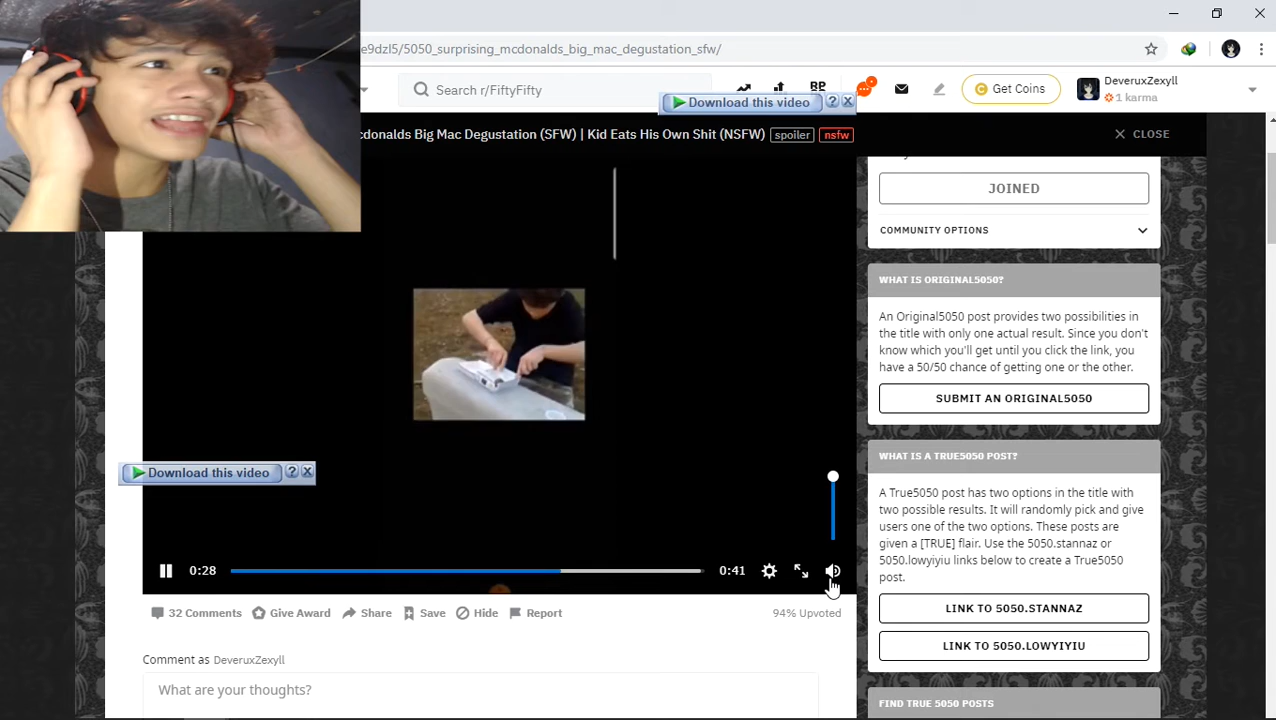 e9dzl5/5050_surprising_mcdonalds_big_mac_degustation_sfw/
Search r/FiftyFifty
Get Coins
DeveruxZexyll
1 karma
Download this video
cdonalds Big Mac Degustation (SFW) | Kid Eats His Own Shit (NSFW)
spoiler
nsfw
CLOSE
JOINED
COMMUNITY OPTIONS
WHAT IS ORIGINAL5050?
An Original5050 post provides two possibilities in
the title with only one actual result. Since you don't
know which you'll get until you click the link, you
have a 50/50 chance of getting one or the other.
SUBMIT AN ORIGINAL5050
WHAT IS A TRUE5050 POST?
A True5050 post has two options in the title with
two possible results. It will randomly pick and give
users one of the two options. These posts are
given a [TRUE] flair. Use the 5050.stannaz or
5050.lowyiyiu links below to create a True5050
post.
LINK TO 5050.STANNAZ
LINK TO 5050.LOWYIYIU
FIND TRUE 5050 POSTS
Download this video
0:28
0:41
32 Comments
Give Award
Share
Save
Hide
Report
94% Upvoted
Comment as DeveruxZexyll
What are your thoughts?